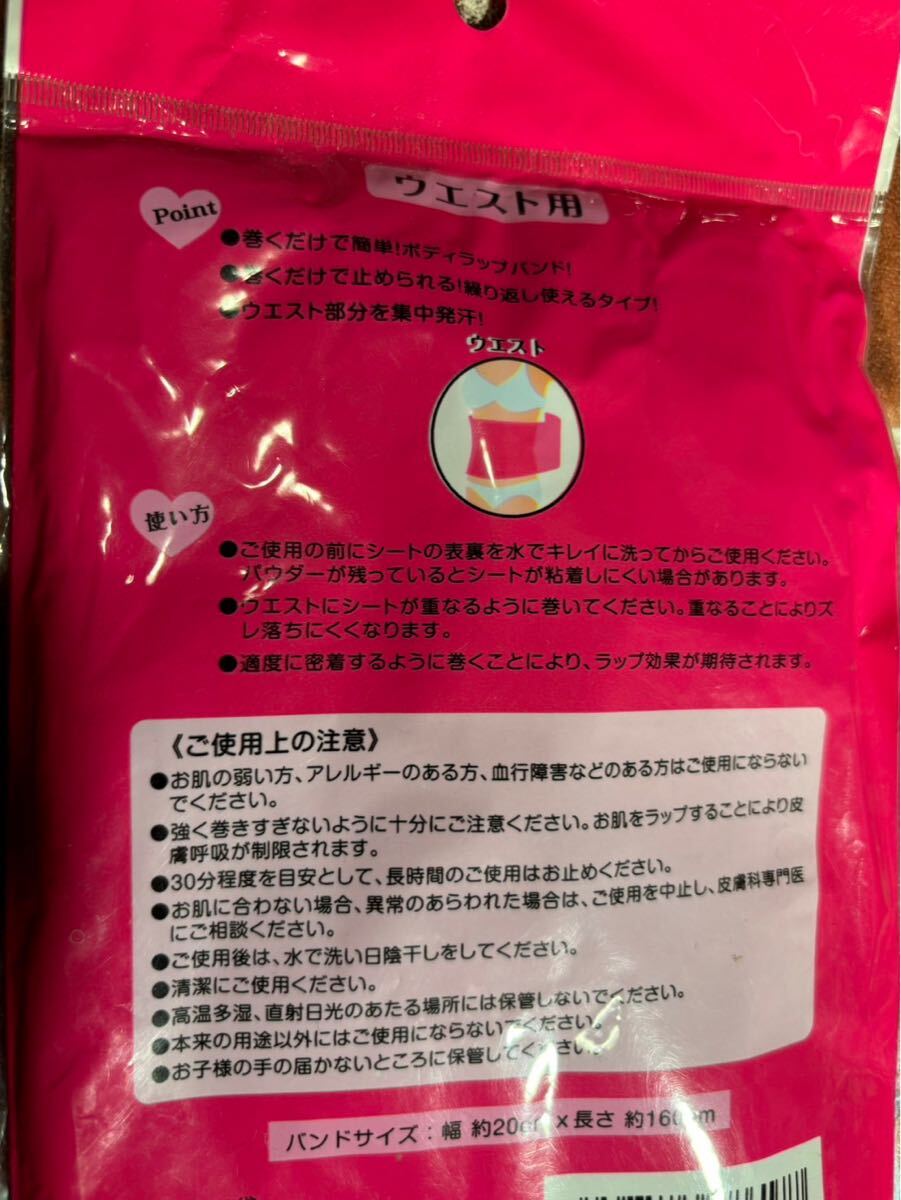 ウエスト用
Point
●巻くだけで簡単!ボディラップバンド!
●巻くだけで止められる!繰り返し使えるタイプ!
●ウエスト部分を集中発汗!
ウエスト
使い方
●ご使用の前にシートの表裏を水でキレイに洗ってからご使用ください。
パウダーが残っているとシートが粘着しにくい場合があります。
●ウエストにシートが重なるように巻いてください。重なることによりズ
レ落ちにくくなります。
●適度に密着するように巻くことにより、ラップ効果が期待されます。
《ご使用上の注意》
●お肌の弱い方、アレルギーのある方、血行障害などのある方はご使用にならない
でください。
●強く巻きすぎないように十分にご注意ください。お肌をラップすることにより皮
膚呼吸が制限されます。
●30分程度を目安として、長時間のご使用はお止めください。
●お肌に合わない場合、異常のあらわれた場合は、ご使用を中止し、皮膚科専門医
にご相談ください。
●ご使用後は、水で洗い日陰干しをしてください。
●清潔にご使用ください。
●高温多湿、直射日光のあたる場所には保管しないでください。
●本来の用途以外にはご使用にならないでください。
●お子様の手の届かないところに保管してください。
バンドサイズ:幅 約20cm×長さ 約160cm